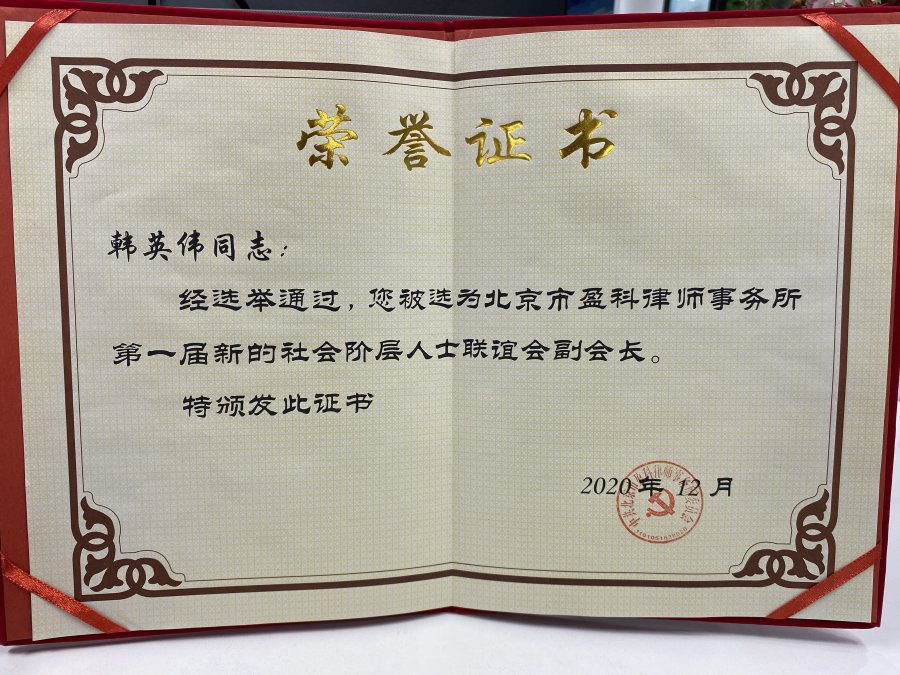 荣誉证书
韩英伟同志：
经选举通过，您被选为北京市盈科律师事务所
第一届新的社会阶层人士联谊会副会长。
特颁发此证书
2020年12月